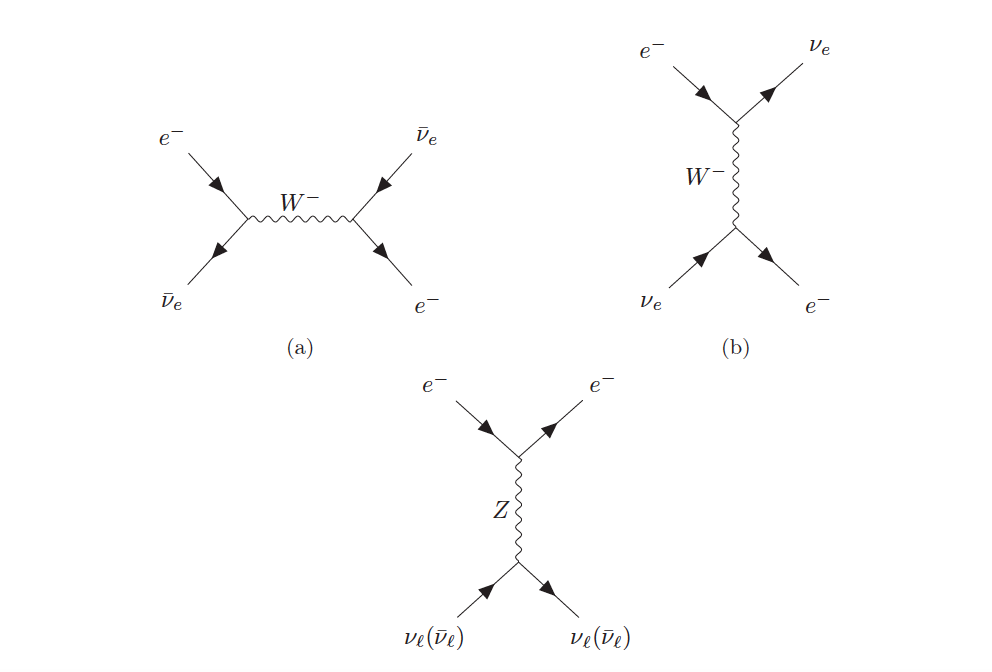 e⁻ ν̄ₑ
W⁻
ν̄ₑ e⁻
(a)
e⁻ νₑ
W⁻
νₑ e⁻
(b)
e⁻ e⁻
Z
ν_ℓ(ν̄_ℓ) ν_ℓ(ν̄_ℓ)